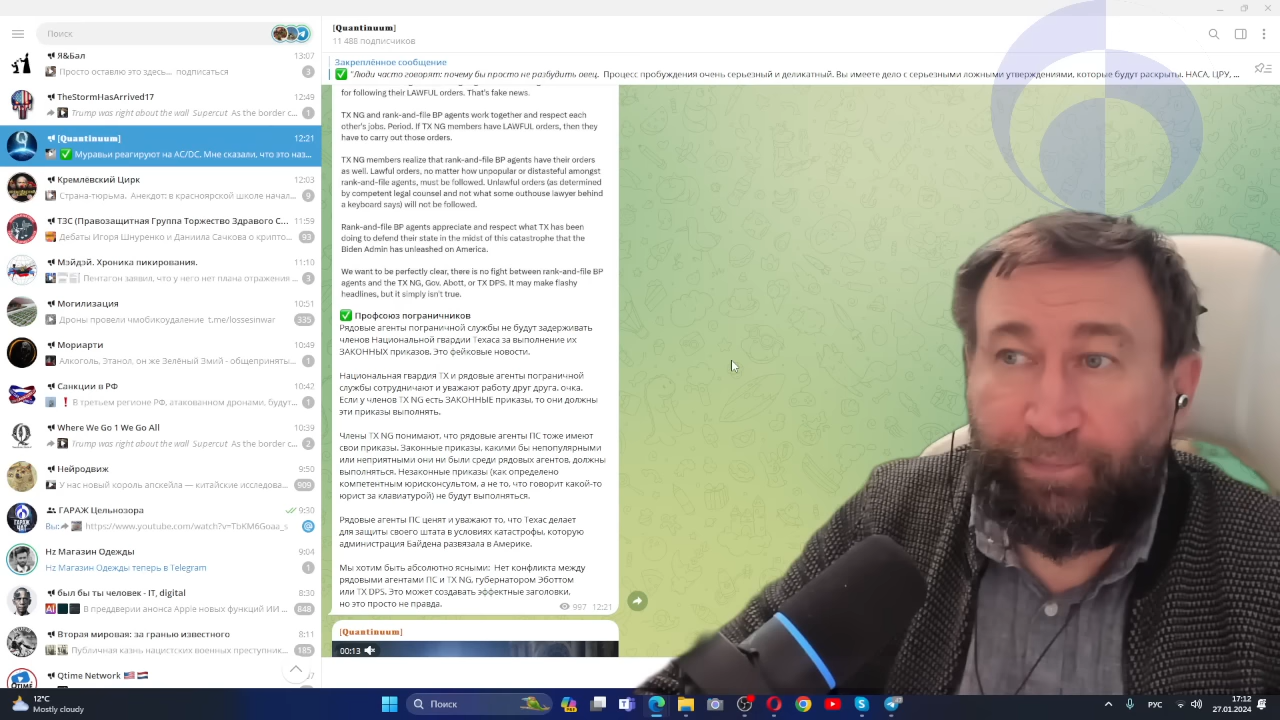 Поиск
Я&Бал 13:07
Просто оставлю это здесь... подписаться 3
TheStormHasArrived17 12:49
Trump was right about the wall Supercut As the border c... 1
[Quantinuum] 12:21
✅ Муравьи реагируют на AC/DC. Мне сказали, что это наз...
Кремлёвский Цирк 12:03
Страна-тюрьма. Анекдот: в красноярской школе начал... 9
ТЗС (Правозащитная Группа Торжество Здравого С... 11:59
Дебаты Игоря Шнуренко и Даниила Сачкова о крипто... 93
Мэйдэй. Хроника пикирования. 11:10
Пентагон заявил, что у него нет плана отражения ... 3
Могилизация 10:51
Дроны провели чмобикоудаление t.me/lossesinwar 335
Мориарти 10:49
Алкоголь, Этанол, он же Зелёный Змий - общеприняты... 1
Санкции в РФ 10:42
❗ В третьем регионе РФ, атакованном дронами, будут... 1
Where We Go 1 We Go All 10:39
Trump was right about the wall Supercut As the border c... 2
Нейродвиж 9:50
У нас новый король апскейла — китайские исследова... 909
ГАРАЖ Цельнозора 9:30
Вы: https://www.youtube.com/watch?v=TbKM6Goaa_s @
Hz Магазин Одежды 9:04
Hz Магазин Одежды теперь в Telegram 1
был бы ты человек - IT, digital 8:30
В преддверии анонса Apple новых функций ИИ ... 848
Вторая мировая: за гранью известного 8:11
Публичная казнь нацистских военных преступник... 185
Qtime Network
[Quantinuum]
11 488 подписчиков
Закреплённое сообщение
✅ "Люди часто говорят: почему бы просто не разбудить овец. Процесс пробуждения очень серьезный и деликатный. Вы имеете дело с серьезными ложными утверждениями, которые будут раскрыты. НАСА, ЦРУ, ...
for following their LAWFUL orders. That's fake news.
TX NG and rank-and-file BP agents work together and respect each
other's jobs. Period. If TX NG members have LAWFUL orders, then they
have to carry out those orders.
TX NG members realize that rank-and-file BP agents have their orders
as well. Lawful orders, no matter how unpopular or distasteful amongst
rank-and-file agents, must be followed. Unlawful orders (as determined
by competent legal counsel and not what some outhouse lawyer behind
a keyboard says) will not be followed.
Rank-and-file BP agents appreciate and respect what TX has been
doing to defend their state in the midst of this catastrophe that the
Biden Admin has unleashed on America.
We want to be perfectly clear, there is no fight between rank-and-file BP
agents and the TX NG, Gov. Abott, or TX DPS. It may make flashy
headlines, but it simply isn't true.
✅ Профсоюз пограничников
Рядовые агенты пограничной службы не будут задерживать
членов Национальной гвардии Техаса за выполнение их
ЗАКОННЫХ приказов. Это фейковые новости.
Национальная гвардия TX и рядовые агенты пограничной
службы сотрудничают и уважают работу друг друга. очка.
Если у членов TX NG есть ЗАКОННЫЕ приказы, то они должны
эти приказы выполнять.
Члены TX NG понимают, что рядовые агенты ПС тоже имеют
свои приказы. Законные приказы, какими бы непопулярными
или неприятными они ни были среди рядовых агентов, должны
выполняться. Незаконные приказы (как определено
компетентным юрисконсультом, а не то, что говорит какой-то
юрист за клавиатурой) не будут выполняться.
Рядовые агенты ПС ценят и уважают то, что Техас делает
для защиты своего штата в условиях катастрофы, которую
администрация Байдена развязала в Америке.
Мы хотим быть абсолютно ясными: Нет конфликта между
рядовыми агентами ПС и TX NG, губернатором Эбботтом
или TX DPS. Это может создавать эффектные заголовки,
но это просто не правда.
997 12:21
[Quantinuum]
00:13
12°C
Mostly cloudy
Поиск
РУС
17:12
27.01.2024